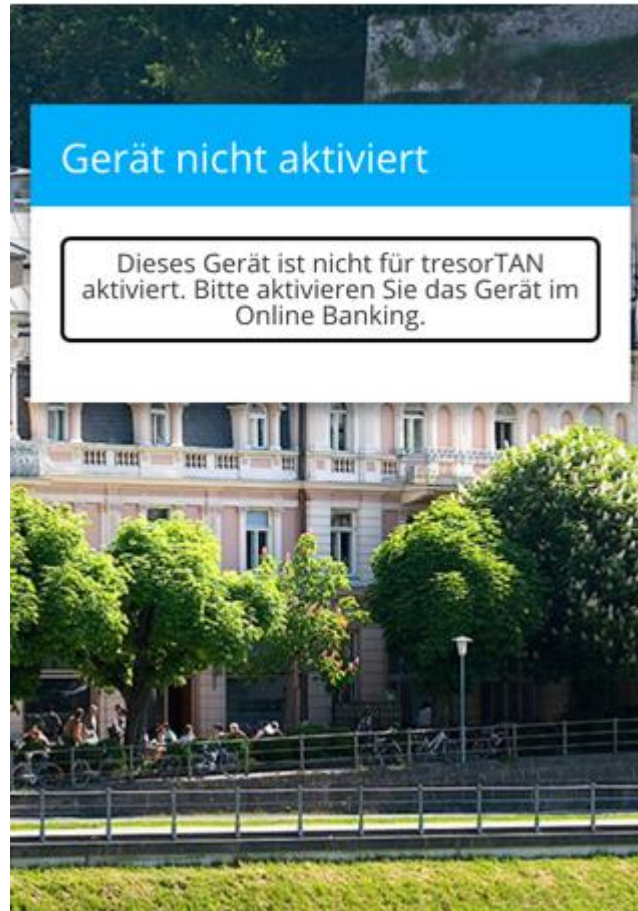 Gerät nicht aktiviert
Dieses Gerät ist nicht für tresorTAN
aktiviert. Bitte aktivieren Sie das Gerät im
Online Banking.